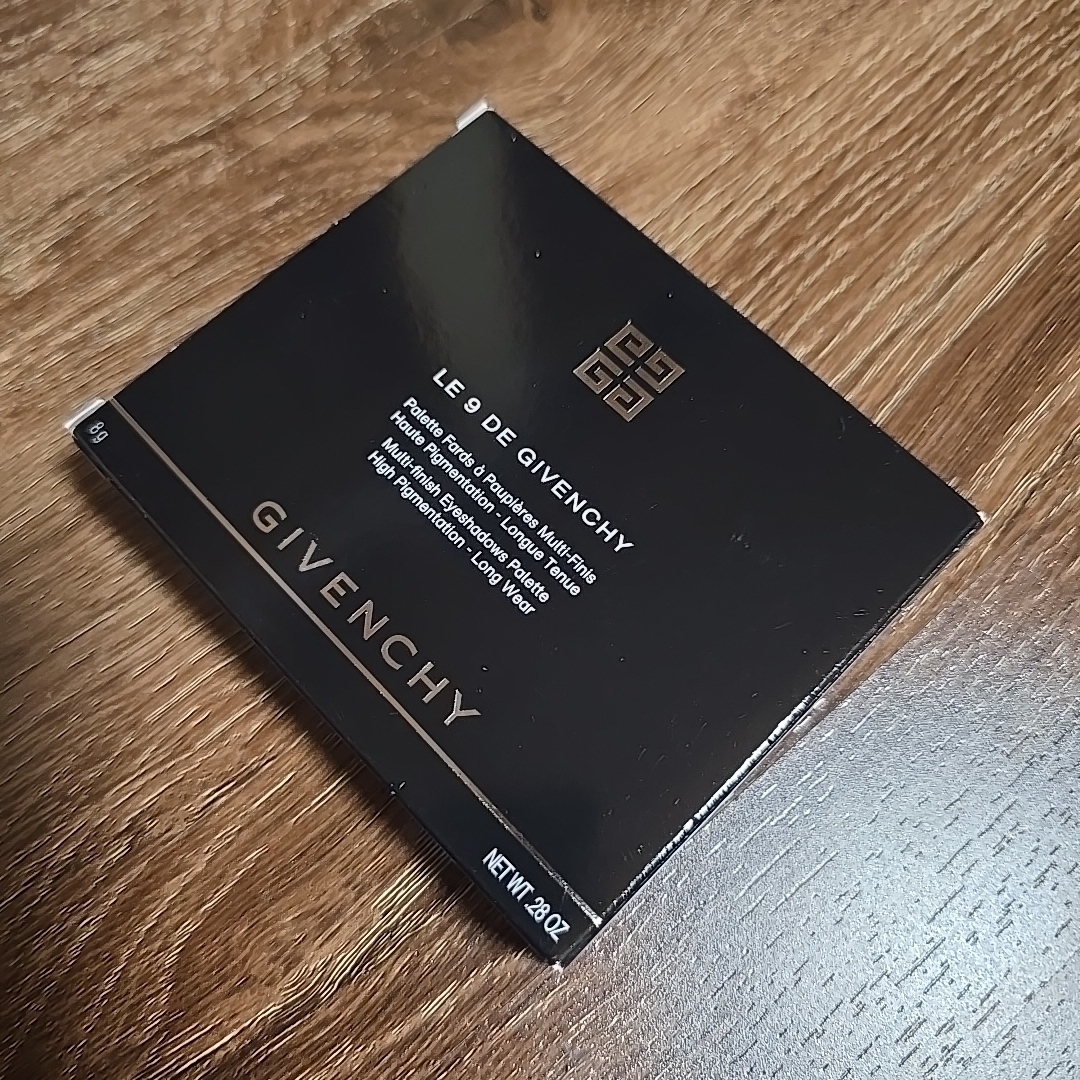 LE 9 DE GIVENCHY
Palette Fards à Paupières Multi-Finis
Haute Pigmentation - Longue Tenue
Multi-finish Eyeshadows Palette
High Pigmentation - Long Wear
GIVENCHY
8g
NET WT .28 OZ